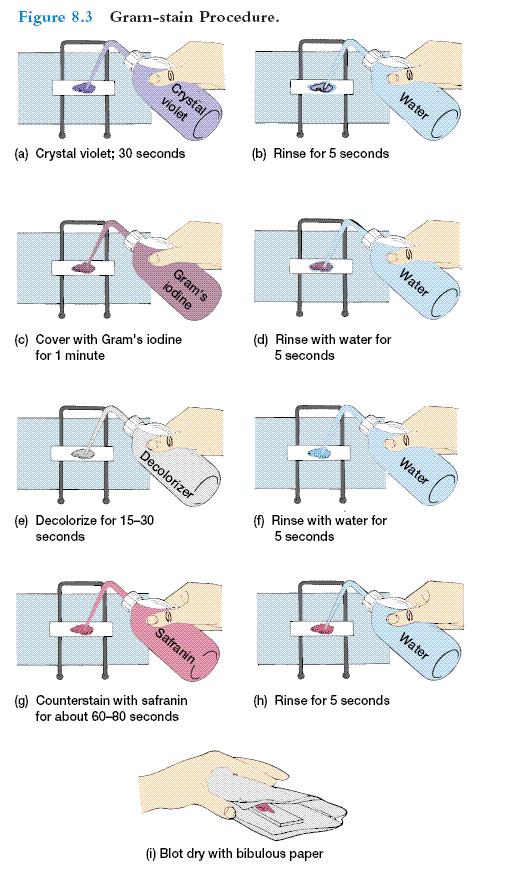 Figure 8.3 Gram-stain Procedure.
Crystal violet
Water
(a) Crystal violet; 30 seconds
(b) Rinse for 5 seconds
Gram's iodine
Water
(c) Cover with Gram's iodine
for 1 minute
(d) Rinse with water for
5 seconds
Decolorizer
Water
(e) Decolorize for 15–30
seconds
(f) Rinse with water for
5 seconds
Safranin
Water
(g) Counterstain with safranin
for about 60–80 seconds
(h) Rinse for 5 seconds
(i) Blot dry with bibulous paper